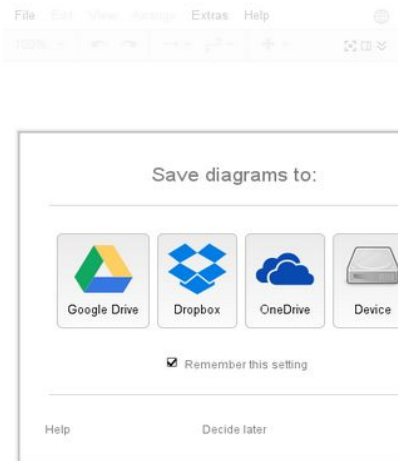 File Edit View Arrange Extras Help
100%
Save diagrams to:
Google Drive Dropbox OneDrive Device
Remember this setting
Help Decide later